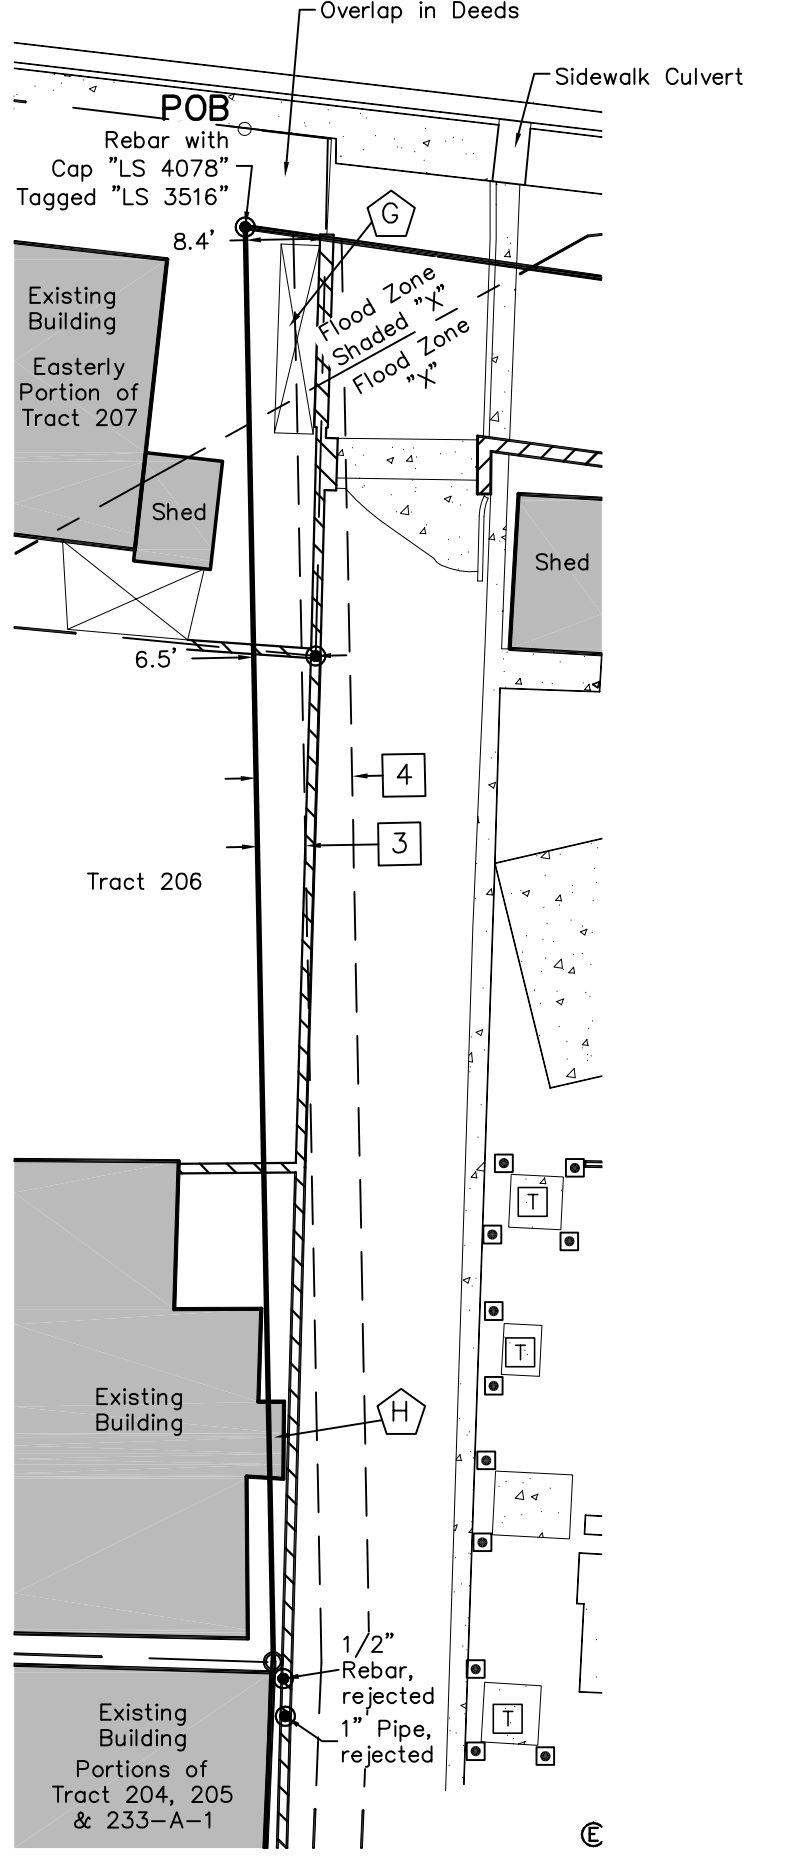 Overlap in Deeds
Sidewalk Culvert
POB
Rebar with
Cap "LS 4078"
Tagged "LS 3516"
G
8.4'
Existing
Building
Flood Zone
Shaded "X"
Flood Zone
"X"
Easterly
Portion of
Tract 207
Shed
Shed
6.5'
4
3
Tract 206
T
T
Existing
Building
H
1/2"
Rebar,
rejected
1" Pipe,
rejected
T
Existing
Building
Portions of
Tract 204, 205
& 233-A-1
E